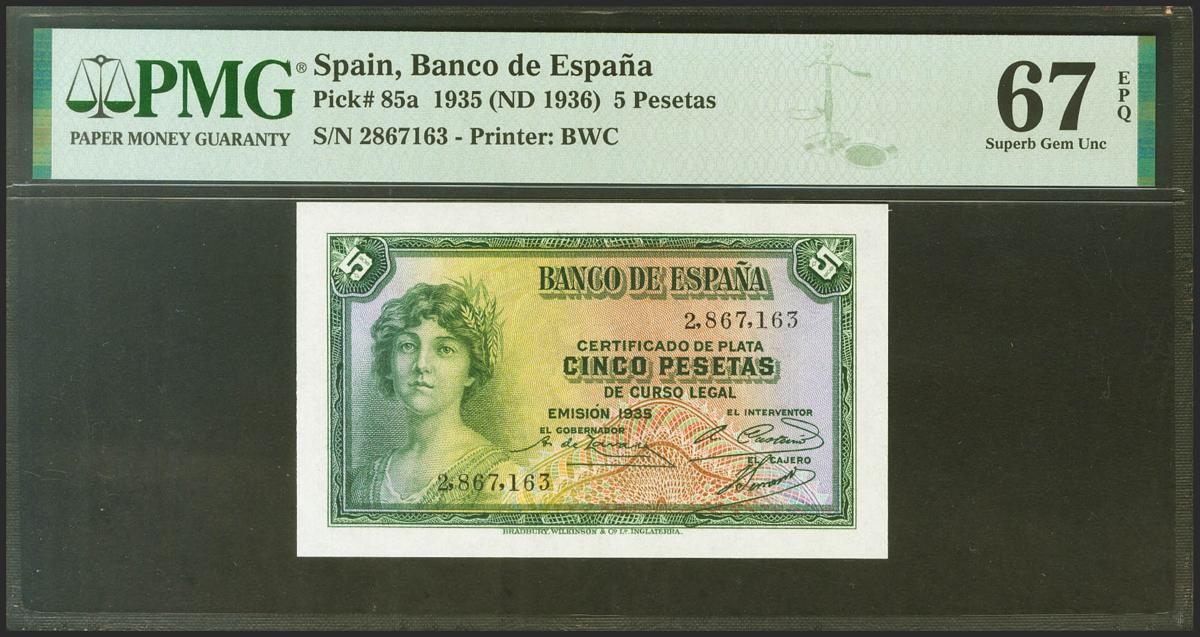 PMG®
PAPER MONEY GUARANTY
Spain, Banco de España
Pick# 85a 1935 (ND 1936) 5 Pesetas
S/N 2867163 - Printer: BWC
67 EPQ
Superb Gem Unc
5
5
BANCO DE ESPAÑA
2,867,163
CERTIFICADO DE PLATA
CINCO PESETAS
DE CURSO LEGAL
EMISIÓN 1935
EL INTERVENTOR
EL GOBERNADOR
EL CAJERO
2,867,163
BRADBURY, WILKINSON & Cº Lᴰ. INGLATERRA.